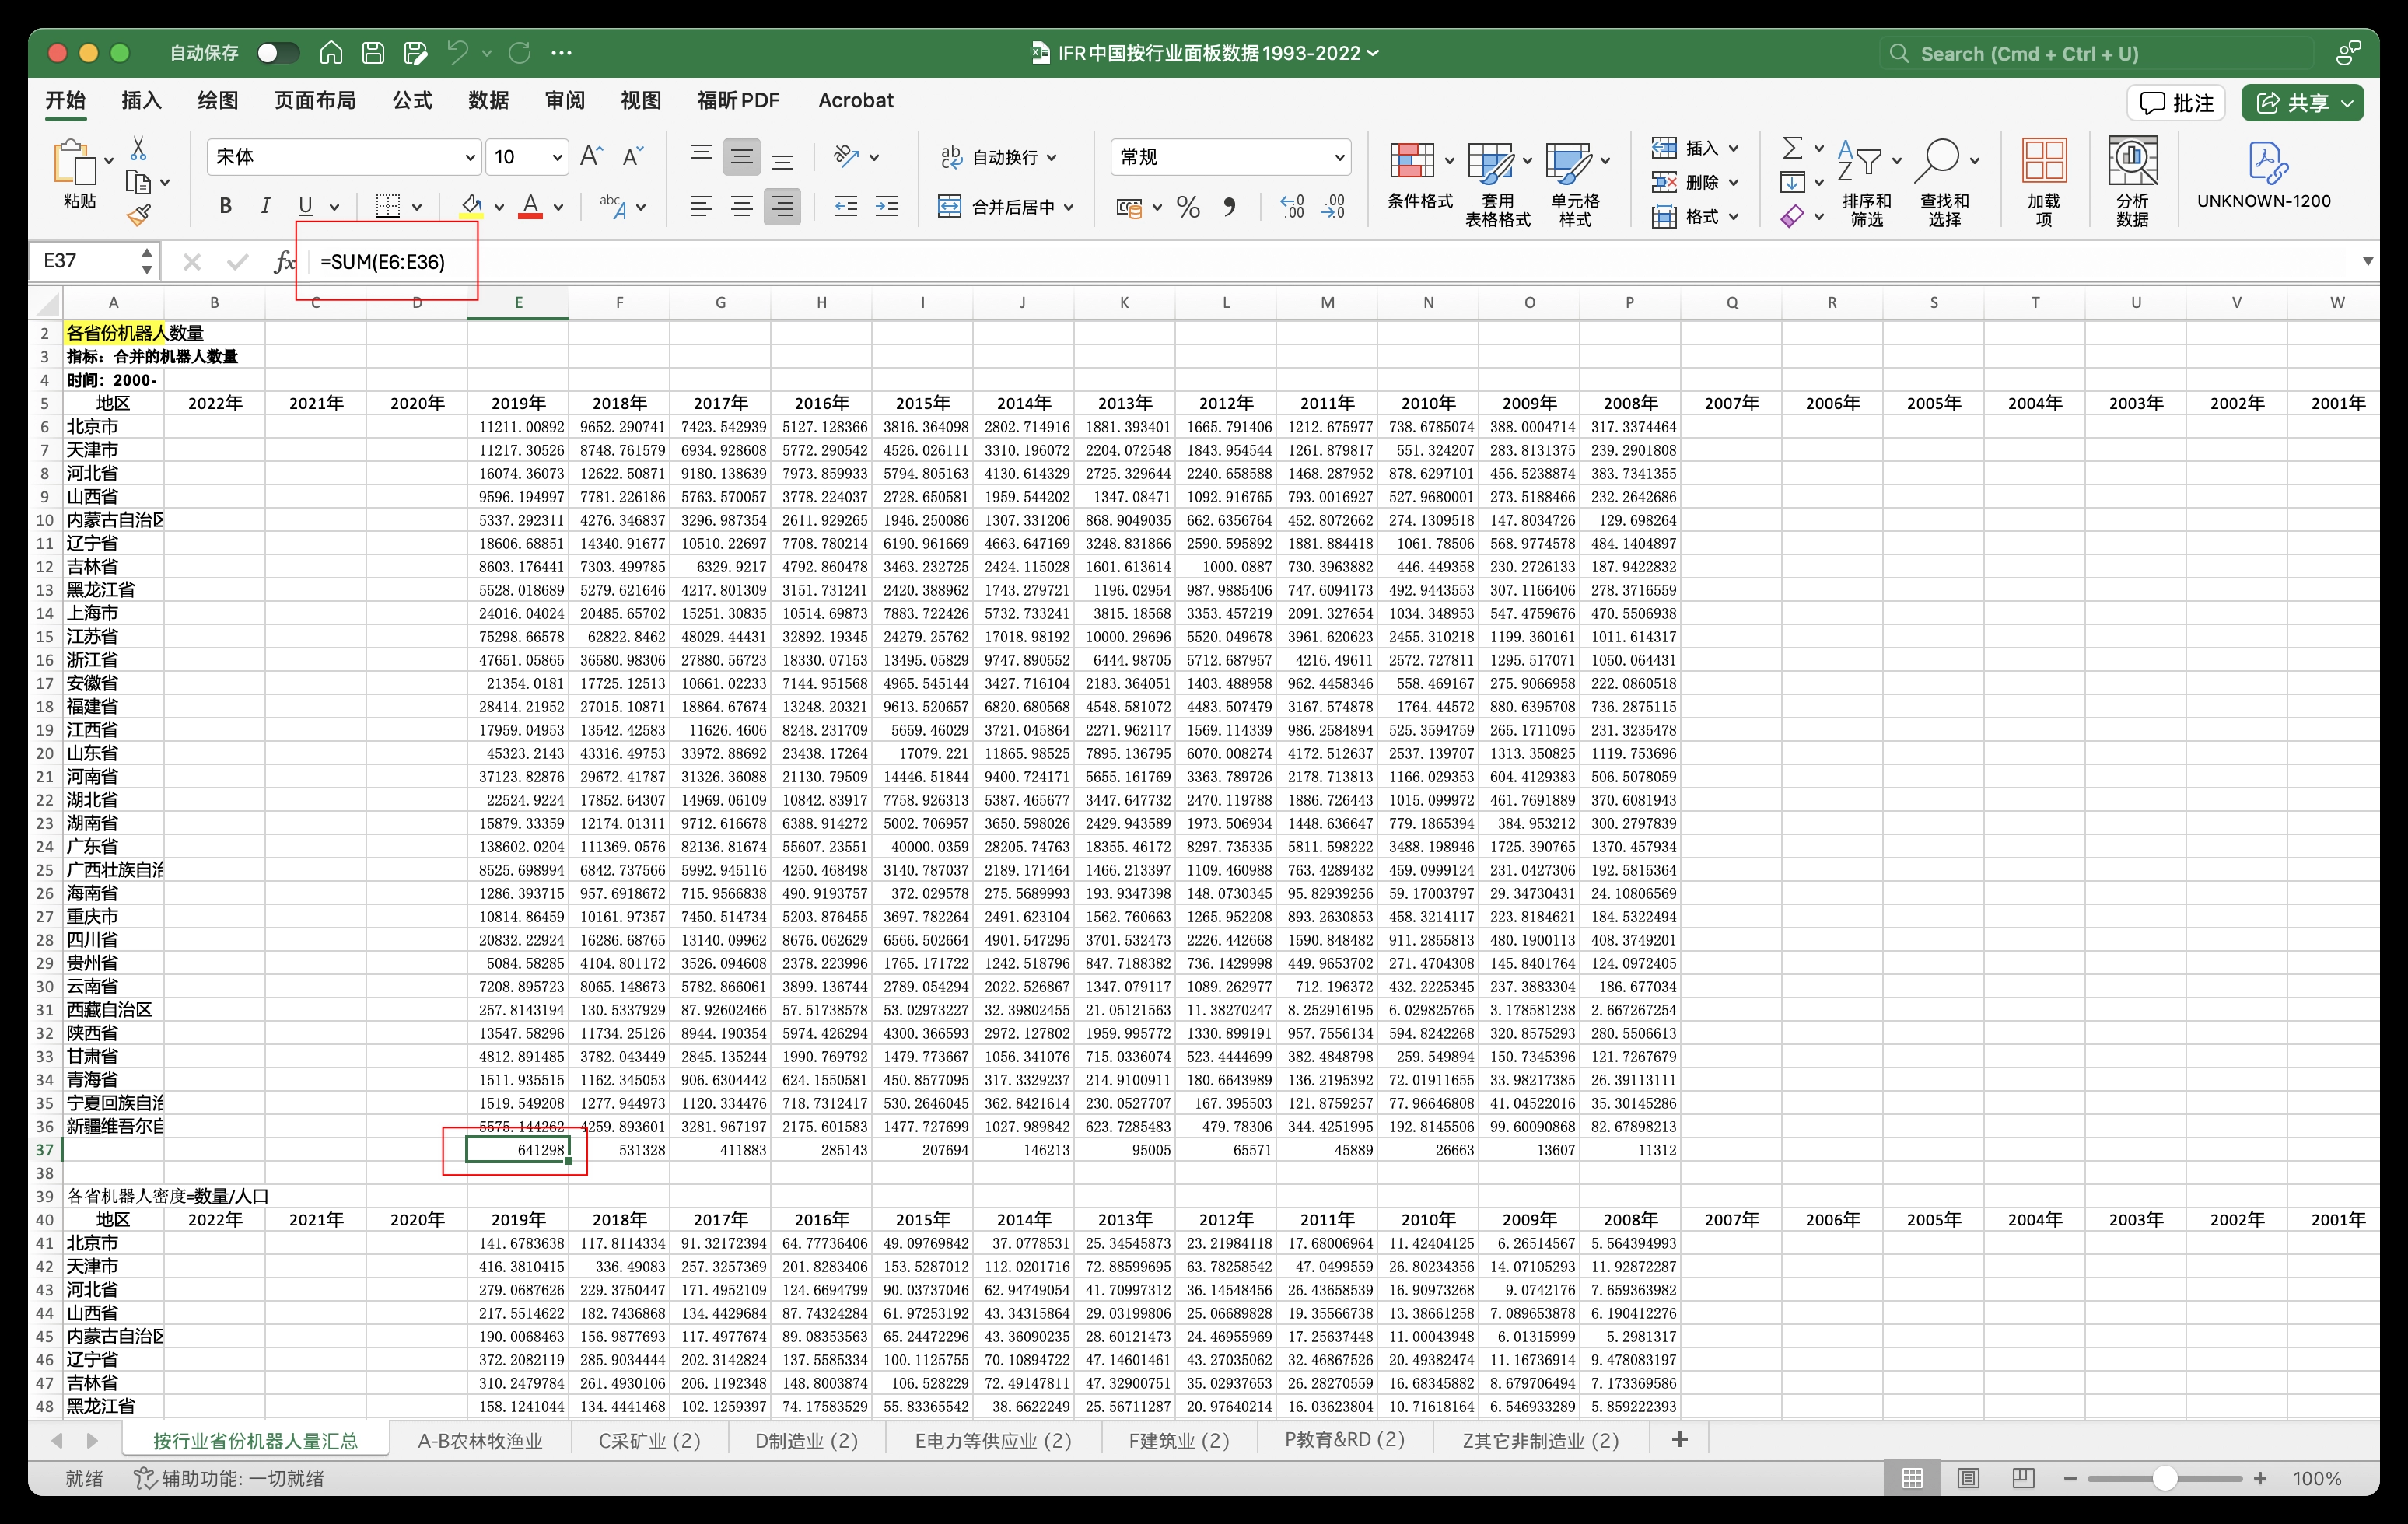 自动保存 IFR中国按行业面板数据1993-2022 Search (Cmd + Ctrl + U)
开始 插入 绘图 页面布局 公式 数据 审阅 视图 福昕PDF Acrobat 批注 共享
粘贴 宋体 10 自动换行 常规 条件格式 套用 表格格式 单元格 样式 插入 排序和 筛选 查找和 选择 加载 项 分析 数据 UNKNOWN-1200
B I U 合并后居中 删除 格式
E37 fx =SUM(E6:E36)
A B C D E F G H I J K L M N O P Q R S T U V W
2 各省份机器人数量
3 指标：合并的机器人数量
4 时间：2000-
5 地区 2022年 2021年 2020年 2019年 2018年 2017年 2016年 2015年 2014年 2013年 2012年 2011年 2010年 2009年 2008年 2007年 2006年 2005年 2004年 2003年 2002年 2001年
6 北京市 11211.00892 9652.290741 7423.542939 5127.128366 3816.364098 2802.714916 1881.393401 1665.791406 1212.675977 738.6785074 388.0004714 317.3374464
7 天津市 11217.30526 8748.761579 6934.928608 5772.290542 4526.026111 3310.196072 2204.072548 1843.954544 1261.879817 551.324207 283.8131375 239.2901808
8 河北省 16074.36073 12622.50871 9180.138639 7973.859933 5794.805163 4130.614329 2725.329644 2240.658588 1468.287952 878.6297101 456.5238874 383.7341355
9 山西省 9596.194997 7781.226186 5763.570057 3778.224037 2728.650581 1959.544202 1347.08471 1092.916765 793.0016927 527.9680001 273.5188466 232.2642686
10 内蒙古自治区 5337.292311 4276.346837 3296.987354 2611.929265 1946.250086 1307.331206 868.9049035 662.6356764 452.8072662 274.1309518 147.8034726 129.698264
11 辽宁省 18606.68851 14340.91677 10510.22697 7708.780214 6190.961669 4663.647169 3248.831866 2590.595892 1881.884418 1061.78506 568.9774578 484.1404897
12 吉林省 8603.176441 7303.499785 6329.9217 4792.860478 3463.232725 2424.115028 1601.613614 1000.0887 730.3963882 446.449358 230.2726133 187.9422832
13 黑龙江省 5528.018689 5279.621646 4217.801309 3151.731241 2420.388962 1743.279721 1196.02954 987.9885406 747.6094173 492.9443553 307.1166406 278.3716559
14 上海市 24016.04024 20485.65702 15251.30835 10514.69873 7883.722426 5732.733241 3815.18568 3353.457219 2091.327654 1034.348953 547.4759676 470.5506938
15 江苏省 75298.66578 62822.8462 48029.44431 32892.19345 24279.25762 17018.98192 10000.29696 5520.049678 3961.620623 2455.310218 1199.360161 1011.614317
16 浙江省 47651.05865 36580.98306 27880.56723 18330.07153 13495.05829 9747.890552 6444.98705 5712.687957 4216.49611 2572.727811 1295.517071 1050.064431
17 安徽省 21354.0181 17725.12513 10661.02233 7144.951568 4965.545144 3427.716104 2183.364051 1403.488958 962.4458346 558.469167 275.9066958 222.0860518
18 福建省 28414.21952 27015.10871 18864.67674 13248.20321 9613.520657 6820.680568 4548.581072 4483.507479 3167.574878 1764.44572 880.6395708 736.2875115
19 江西省 17959.04953 13542.42583 11626.4606 8248.231709 5659.46029 3721.045864 2271.962117 1569.114339 986.2584894 525.3594759 265.1711095 231.3235478
20 山东省 45323.2143 43316.49753 33972.88692 23438.17264 17079.221 11865.98525 7895.136795 6070.008274 4172.512637 2537.139707 1313.350825 1119.753696
21 河南省 37123.82876 29672.41787 31326.36088 21130.79509 14446.51844 9400.724171 5655.161769 3363.789726 2178.713813 1166.029353 604.4129383 506.5078059
22 湖北省 22524.9224 17852.64307 14969.06109 10842.83917 7758.926313 5387.465677 3447.647732 2470.119788 1886.726443 1015.099972 461.7691889 370.6081943
23 湖南省 15879.33359 12174.01311 9712.616678 6388.914272 5002.706957 3650.598026 2429.943589 1973.506934 1448.636647 779.1865394 384.953212 300.2797839
24 广东省 138602.0204 111369.0576 82136.81674 55607.23551 40000.0359 28205.74763 18355.46172 8297.735335 5811.598222 3488.198946 1725.390765 1370.457934
25 广西壮族自治 8525.698994 6842.737566 5992.945116 4250.468498 3140.787037 2189.171464 1466.213397 1109.460988 763.4289432 459.0999124 231.0427306 192.5815364
26 海南省 1286.393715 957.6918672 715.9566838 490.9193757 372.029578 275.5689993 193.9347398 148.0730345 95.82939256 59.17003797 29.34730431 24.10806569
27 重庆市 10814.86459 10161.97357 7450.514734 5203.876455 3697.782264 2491.623104 1562.760663 1265.952208 893.2630853 458.3214117 223.8184621 184.5322494
28 四川省 20832.22924 16286.68765 13140.09962 8676.062629 6566.502664 4901.547295 3701.532473 2226.442668 1590.848482 911.2855813 480.1900113 408.3749201
29 贵州省 5084.58285 4104.801172 3526.094608 2378.223996 1765.171722 1242.518796 847.7188382 736.1429998 449.9653702 271.4704308 145.8401764 124.0972405
30 云南省 7208.895723 8065.148673 5782.866061 3899.136744 2789.054294 2022.526867 1347.079117 1089.262977 712.196372 432.2225345 237.3883304 186.677034
31 西藏自治区 257.8143194 130.5337929 87.92602466 57.51738578 53.02973227 32.39802455 21.05121563 11.38270247 8.252916195 6.029825765 3.178581238 2.667267254
32 陕西省 13547.58296 11734.25126 8944.190354 5974.426294 4300.366593 2972.127802 1959.995772 1330.899191 957.7556134 594.8242268 320.8575293 280.5506613
33 甘肃省 4812.891485 3782.043449 2845.135244 1990.769792 1479.773667 1056.341076 715.0336074 523.4444699 382.4848798 259.549894 150.7345396 121.7267679
34 青海省 1511.935515 1162.345053 906.6304442 624.1550581 450.8577095 317.3329237 214.9100911 180.6643989 136.2195392 72.01911655 33.98217385 26.39113111
35 宁夏回族自治 1519.549208 1277.944973 1120.334476 718.7312417 530.2646045 362.8421614 230.0527707 167.395503 121.8759257 77.96646808 41.04522016 35.30145286
36 新疆维吾尔自 5575.144262 4259.893601 3281.967197 2175.601583 1477.727699 1027.989842 623.7285483 479.78306 344.4251995 192.8145506 99.60090868 82.67898213
37 641298 531328 411883 285143 207694 146213 95005 65571 45889 26663 13607 11312
38
39 各省机器人密度=数量/人口
40 地区 2022年 2021年 2020年 2019年 2018年 2017年 2016年 2015年 2014年 2013年 2012年 2011年 2010年 2009年 2008年 2007年 2006年 2005年 2004年 2003年 2002年 2001年
41 北京市 141.6783638 117.8114334 91.32172394 64.77736406 49.09769842 37.0778531 25.34545873 23.21984118 17.68006964 11.42404125 6.26514567 5.564394993
42 天津市 416.3810415 336.49083 257.3257369 201.8283406 153.5287012 112.0201716 72.88599695 63.78258542 47.0499559 26.80234356 14.07105293 11.92872287
43 河北省 279.0687626 229.3750447 171.4952109 124.6694799 90.03737046 62.94749054 41.70997312 36.14548456 26.43658539 16.90973268 9.0742176 7.659363982
44 山西省 217.5514622 182.7436868 134.4429684 87.74324284 61.97253192 43.34315864 29.03199806 25.06689828 19.35566738 13.38661258 7.089653878 6.190412276
45 内蒙古自治区 190.0068463 156.9877693 117.4977674 89.08353563 65.24472296 43.36090235 28.60121473 24.46955969 17.25637448 11.00043948 6.01315999 5.2981317
46 辽宁省 372.2082119 285.9034444 202.3142824 137.5585334 100.1125755 70.10894722 47.14601461 43.27035062 32.46867526 20.49382474 11.16736914 9.478083197
47 吉林省 310.2479784 261.4930106 206.1192348 148.8003874 106.528229 72.49147811 47.32900751 35.02937653 26.28270559 16.68345882 8.679706494 7.173369586
48 黑龙江省 158.1241044 134.4441468 102.1259397 74.17583529 55.83365542 38.6622249 25.56711287 20.97640214 16.03623804 10.71618164 6.546933289 5.859222393
按行业省份机器人量汇总 A-B农林牧渔业 C采矿业 (2) D制造业 (2) E电力等供应业 (2) F建筑业 (2) P教育&RD (2) Z其它非制造业 (2) +
就绪 辅助功能: 一切就绪 100%